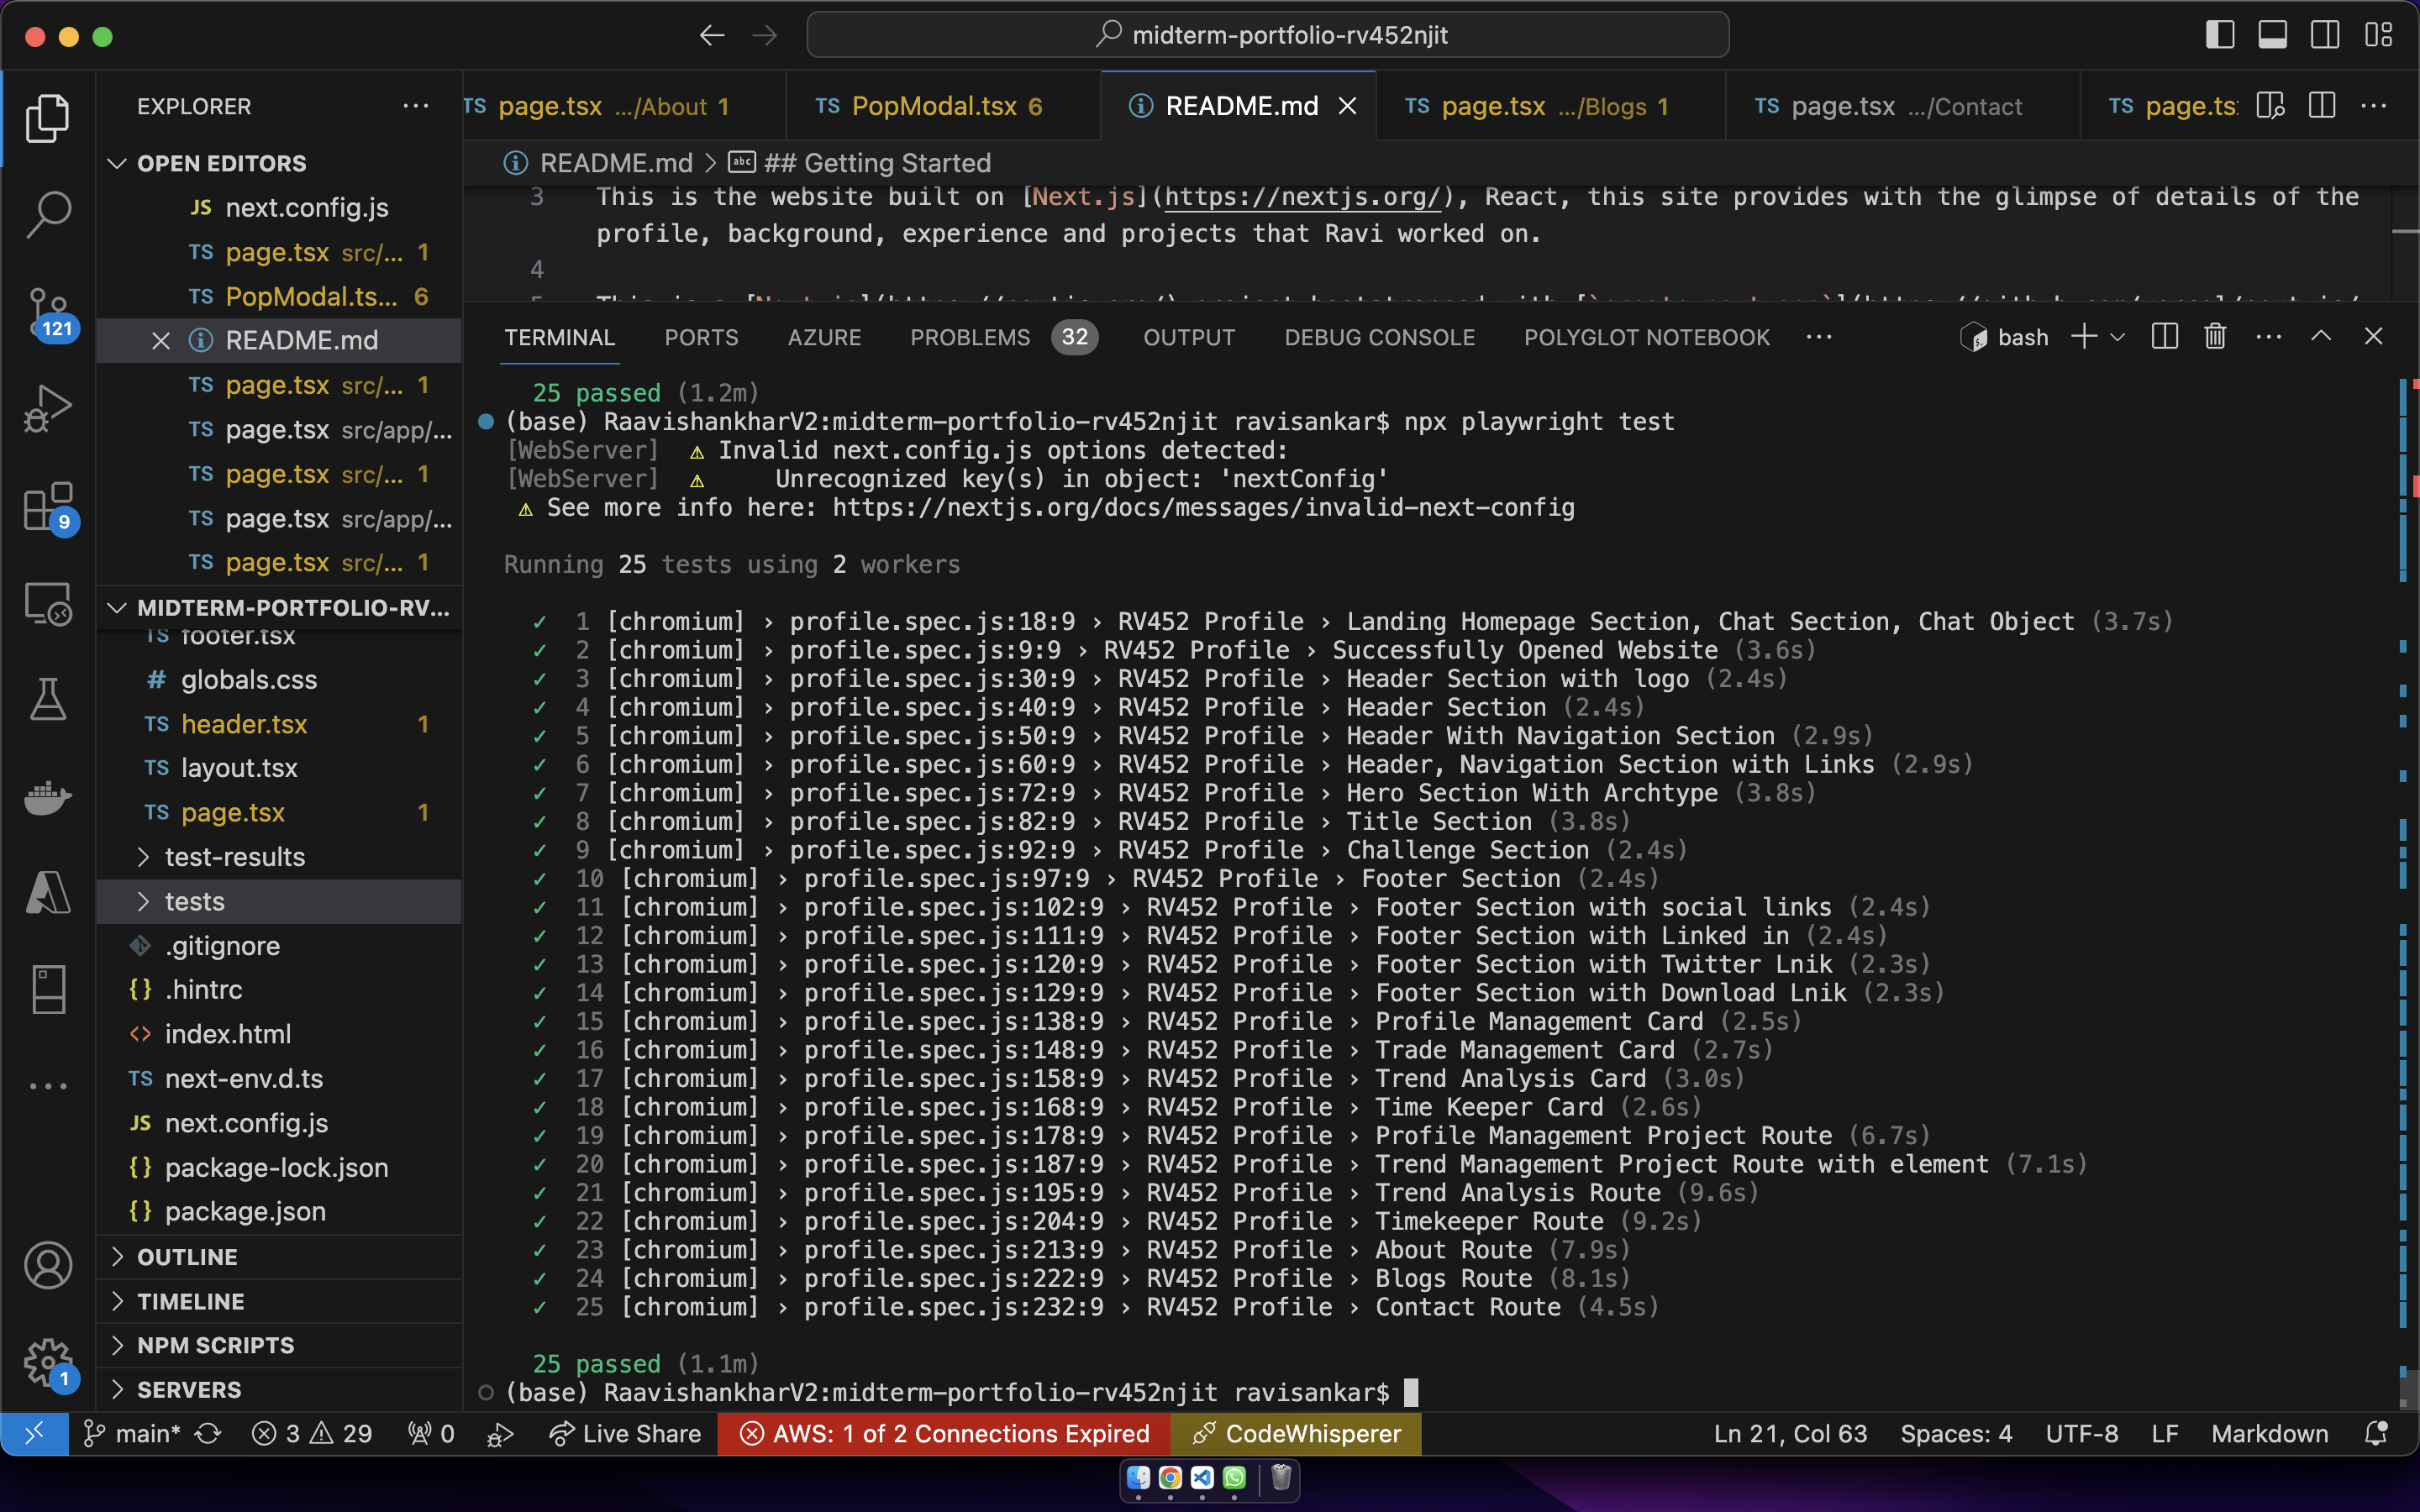 midterm-portfolio-rv452njit
EXPLORER
TS page.tsx .../About 1
TS PopModal.tsx 6
README.md
TS page.tsx .../Blogs 1
TS page.tsx .../Contact
TS page.ts
OPEN EDITORS
JS next.config.js
TS page.tsx src/... 1
TS PopModal.ts... 6
README.md
TS page.tsx src/... 1
TS page.tsx src/app/...
TS page.tsx src/... 1
TS page.tsx src/app/...
TS page.tsx src/... 1
MIDTERM-PORTFOLIO-RV...
TS footer.tsx
# globals.css
TS header.tsx 1
TS layout.tsx
TS page.tsx 1
test-results
tests
.gitignore
{} .hintrc
<> index.html
TS next-env.d.ts
JS next.config.js
{} package-lock.json
{} package.json
OUTLINE
TIMELINE
NPM SCRIPTS
SERVERS
121
9
1
README.md > abc ## Getting Started
3 This is the website built on [Next.js](https://nextjs.org/), React, this site provides with the glimpse of details of the
profile, background, experience and projects that Ravi worked on.
4
TERMINAL PORTS AZURE PROBLEMS 32 OUTPUT DEBUG CONSOLE POLYGLOT NOTEBOOK ... bash
25 passed (1.2m)
(base) RaavishankharV2:midterm-portfolio-rv452njit ravisankar$ npx playwright test
[WebServer] ⚠ Invalid next.config.js options detected:
[WebServer] ⚠ Unrecognized key(s) in object: 'nextConfig'
⚠ See more info here: https://nextjs.org/docs/messages/invalid-next-config
Running 25 tests using 2 workers
✓ 1 [chromium] › profile.spec.js:18:9 › RV452 Profile › Landing Homepage Section, Chat Section, Chat Object (3.7s)
✓ 2 [chromium] › profile.spec.js:9:9 › RV452 Profile › Successfully Opened Website (3.6s)
✓ 3 [chromium] › profile.spec.js:30:9 › RV452 Profile › Header Section with logo (2.4s)
✓ 4 [chromium] › profile.spec.js:40:9 › RV452 Profile › Header Section (2.4s)
✓ 5 [chromium] › profile.spec.js:50:9 › RV452 Profile › Header With Navigation Section (2.9s)
✓ 6 [chromium] › profile.spec.js:60:9 › RV452 Profile › Header, Navigation Section with Links (2.9s)
✓ 7 [chromium] › profile.spec.js:72:9 › RV452 Profile › Hero Section With Archtype (3.8s)
✓ 8 [chromium] › profile.spec.js:82:9 › RV452 Profile › Title Section (3.8s)
✓ 9 [chromium] › profile.spec.js:92:9 › RV452 Profile › Challenge Section (2.4s)
✓ 10 [chromium] › profile.spec.js:97:9 › RV452 Profile › Footer Section (2.4s)
✓ 11 [chromium] › profile.spec.js:102:9 › RV452 Profile › Footer Section with social links (2.4s)
✓ 12 [chromium] › profile.spec.js:111:9 › RV452 Profile › Footer Section with Linked in (2.4s)
✓ 13 [chromium] › profile.spec.js:120:9 › RV452 Profile › Footer Section with Twitter Lnik (2.3s)
✓ 14 [chromium] › profile.spec.js:129:9 › RV452 Profile › Footer Section with Download Lnik (2.3s)
✓ 15 [chromium] › profile.spec.js:138:9 › RV452 Profile › Profile Management Card (2.5s)
✓ 16 [chromium] › profile.spec.js:148:9 › RV452 Profile › Trade Management Card (2.7s)
✓ 17 [chromium] › profile.spec.js:158:9 › RV452 Profile › Trend Analysis Card (3.0s)
✓ 18 [chromium] › profile.spec.js:168:9 › RV452 Profile › Time Keeper Card (2.6s)
✓ 19 [chromium] › profile.spec.js:178:9 › RV452 Profile › Profile Management Project Route (6.7s)
✓ 20 [chromium] › profile.spec.js:187:9 › RV452 Profile › Trend Management Project Route with element (7.1s)
✓ 21 [chromium] › profile.spec.js:195:9 › RV452 Profile › Trend Analysis Route (9.6s)
✓ 22 [chromium] › profile.spec.js:204:9 › RV452 Profile › Timekeeper Route (9.2s)
✓ 23 [chromium] › profile.spec.js:213:9 › RV452 Profile › About Route (7.9s)
✓ 24 [chromium] › profile.spec.js:222:9 › RV452 Profile › Blogs Route (8.1s)
✓ 25 [chromium] › profile.spec.js:232:9 › RV452 Profile › Contact Route (4.5s)
25 passed (1.1m)
(base) RaavishankharV2:midterm-portfolio-rv452njit ravisankar$
main* 3 29 0 Live Share AWS: 1 of 2 Connections Expired CodeWhisperer Ln 21, Col 63 Spaces: 4 UTF-8 LF Markdown